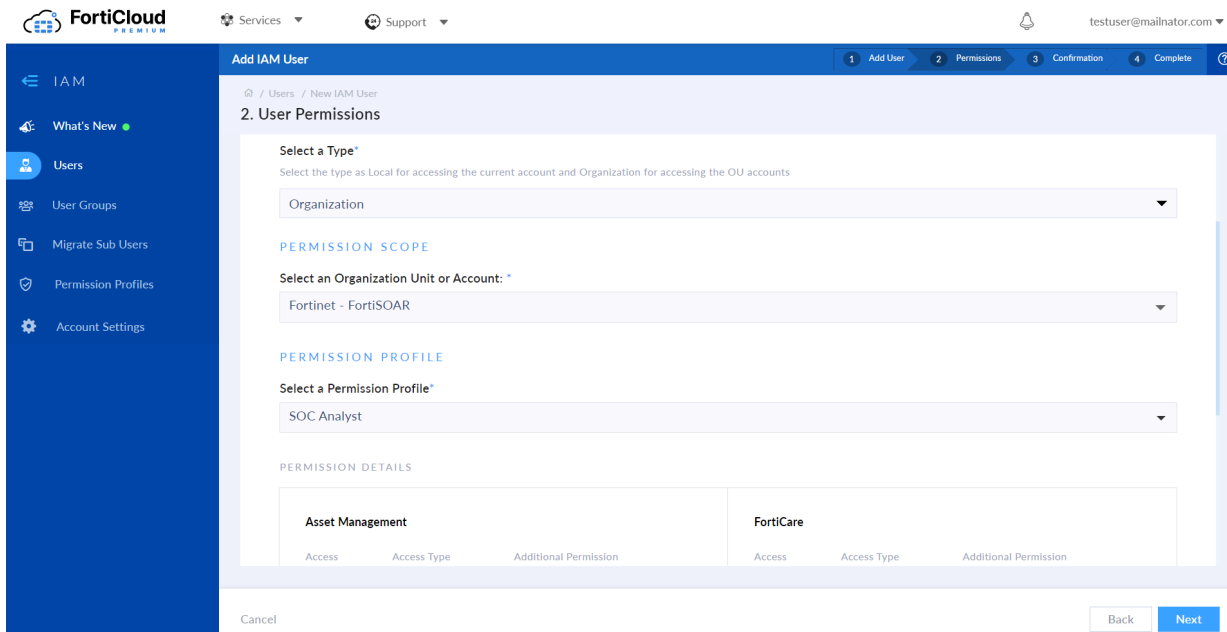 FortiCloud
PREMIUM
Services
Support
testuser@mailnator.com
IAM
What's New
Users
User Groups
Migrate Sub Users
Permission Profiles
Account Settings
Add IAM User
1 Add User 2 Permissions 3 Confirmation 4 Complete
/ Users / New IAM User
2. User Permissions
Select a Type*
Select the type as Local for accessing the current account and Organization for accessing the OU accounts
Organization
PERMISSION SCOPE
Select an Organization Unit or Account: *
Fortinet - FortiSOAR
PERMISSION PROFILE
Select a Permission Profile*
SOC Analyst
PERMISSION DETAILS
Asset Management
Access Access Type Additional Permission
FortiCare
Access Access Type Additional Permission
Cancel
Back
Next